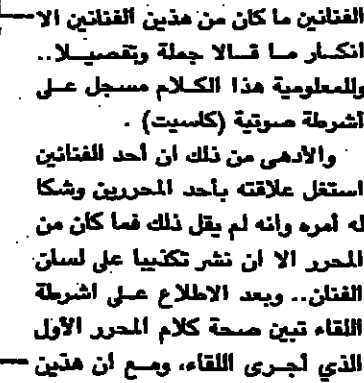 الفنانين ما كان من هذين الفنانين الا
انكار ما قالا جملة وتفصيلا..
وللمعلومية هذا الكلام مسجل على
أشرطة صوتية (كاسيت) .
والأدهى من ذلك ان أحد الفنانين
استغل علاقته بأحد المحررين وشكا
له أمره وانه لم يقل ذلك فما كان من
المحرر الا ان نشر تكذيبا على لسان
الفنان.. وبعد الاطلاع على اشرطة
اللقاء تبين صحة كلام المحرر الأول
الذي أجرى اللقاء، ومع ان هذين